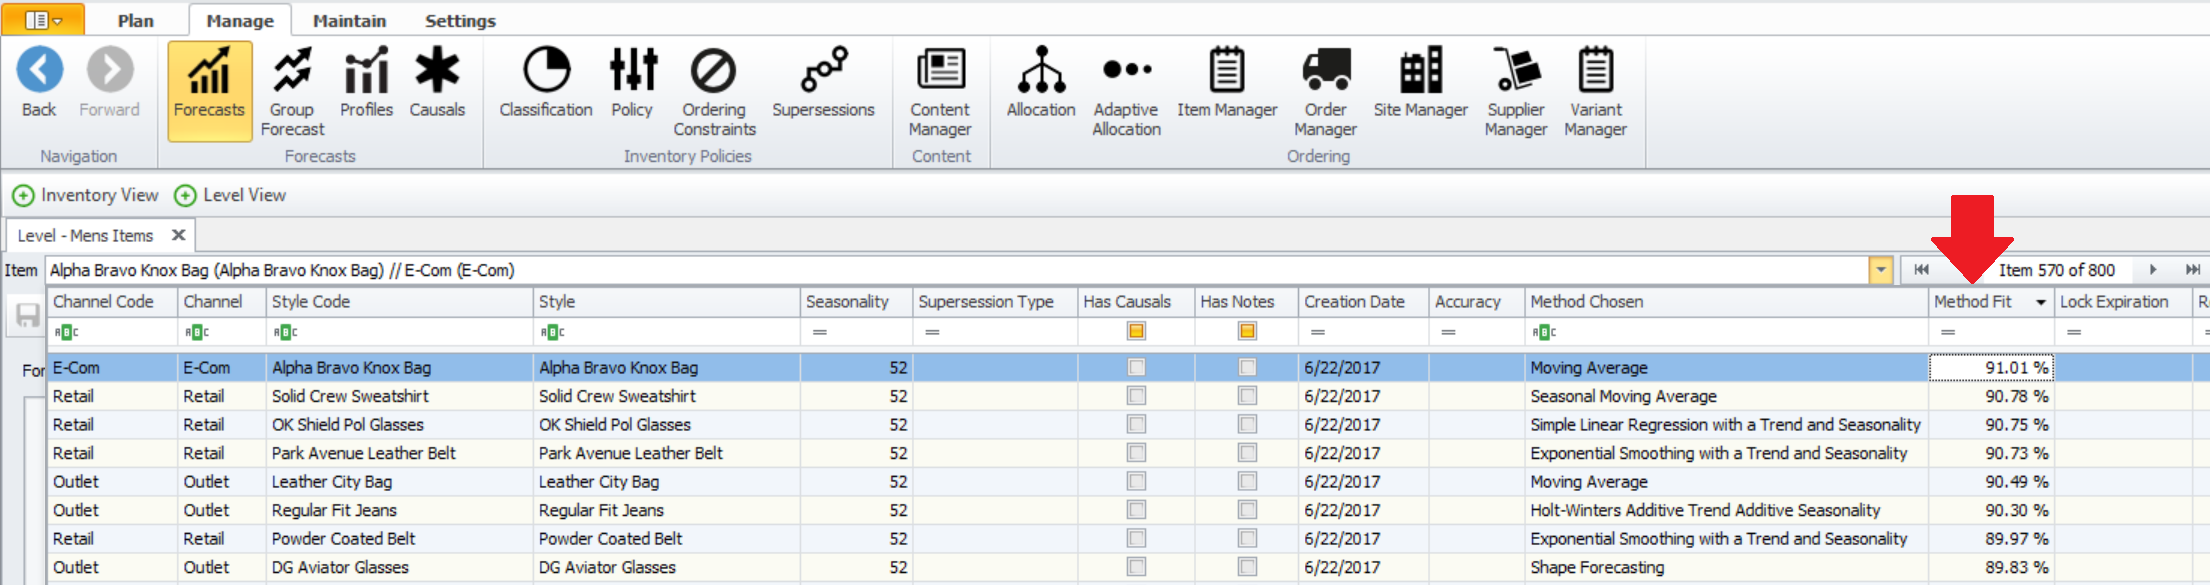 Plan Manage Maintain Settings
Back Forward Forecasts Group Forecast Profiles Causals Classification Policy Ordering Constraints Supersessions Content Manager Allocation Adaptive Allocation Item Manager Order Manager Site Manager Supplier Manager Variant Manager
Navigation Forecasts Inventory Policies Content Ordering
Inventory View Level View
Level - Mens Items
Item Alpha Bravo Knox Bag (Alpha Bravo Knox Bag) // E-Com (E-Com) Item 570 of 800
Channel Code Channel Style Code Style Seasonality Supersession Type Has Causals Has Notes Creation Date Accuracy Method Chosen Method Fit Lock Expiration
ABC ABC ABC ABC = = = = ABC = =
For E-Com E-Com Alpha Bravo Knox Bag Alpha Bravo Knox Bag 52 6/22/2017 Moving Average 91.01 %
Retail Retail Solid Crew Sweatshirt Solid Crew Sweatshirt 52 6/22/2017 Seasonal Moving Average 90.78 %
Retail Retail OK Shield Pol Glasses OK Shield Pol Glasses 52 6/22/2017 Simple Linear Regression with a Trend and Seasonality 90.75 %
Retail Retail Park Avenue Leather Belt Park Avenue Leather Belt 52 6/22/2017 Exponential Smoothing with a Trend and Seasonality 90.73 %
Outlet Outlet Leather City Bag Leather City Bag 52 6/22/2017 Moving Average 90.49 %
Outlet Outlet Regular Fit Jeans Regular Fit Jeans 52 6/22/2017 Holt-Winters Additive Trend Additive Seasonality 90.30 %
Retail Retail Powder Coated Belt Powder Coated Belt 52 6/22/2017 Exponential Smoothing with a Trend and Seasonality 89.97 %
Outlet Outlet DG Aviator Glasses DG Aviator Glasses 52 6/22/2017 Shape Forecasting 89.83 %